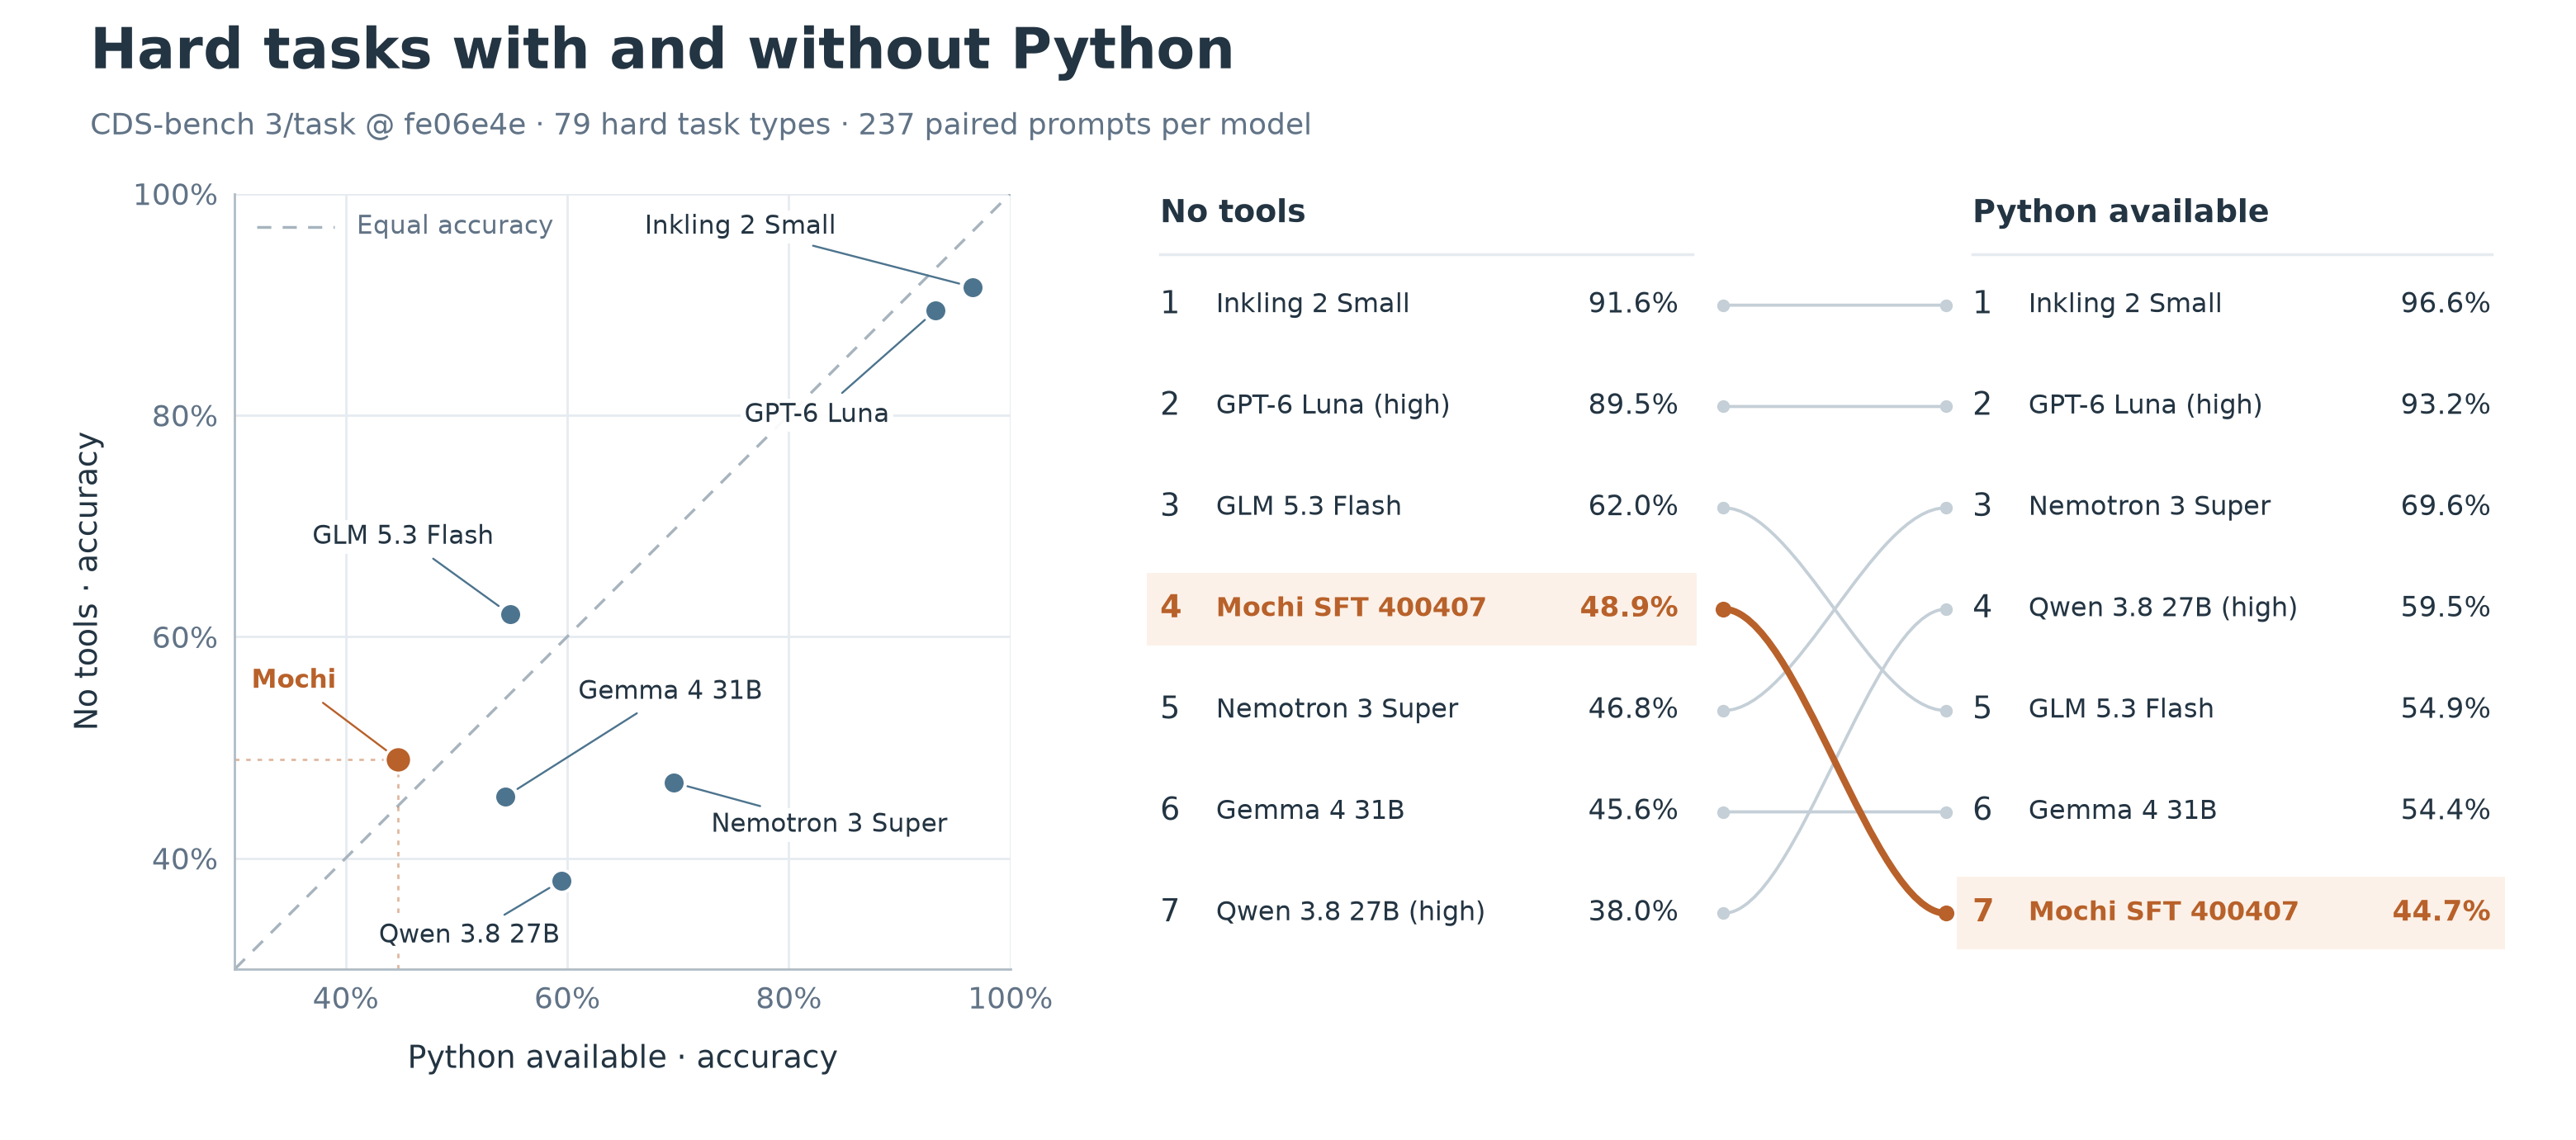 Hard tasks with and without Python
CDS-bench 3/task @ fe06e4e · 79 hard task types · 237 paired prompts per model
100%
80%
60%
40%
No tools · accuracy
Equal accuracy
Inkling 2 Small
GPT-6 Luna
GLM 5.3 Flash
Mochi
Gemma 4 31B
Nemotron 3 Super
Qwen 3.8 27B
40% 60% 80% 100%
Python available · accuracy
No tools
1 Inkling 2 Small 91.6%
2 GPT-6 Luna (high) 89.5%
3 GLM 5.3 Flash 62.0%
4 Mochi SFT 400407 48.9%
5 Nemotron 3 Super 46.8%
6 Gemma 4 31B 45.6%
7 Qwen 3.8 27B (high) 38.0%
Python available
1 Inkling 2 Small 96.6%
2 GPT-6 Luna (high) 93.2%
3 Nemotron 3 Super 69.6%
4 Qwen 3.8 27B (high) 59.5%
5 GLM 5.3 Flash 54.9%
6 Gemma 4 31B 54.4%
7 Mochi SFT 400407 44.7%